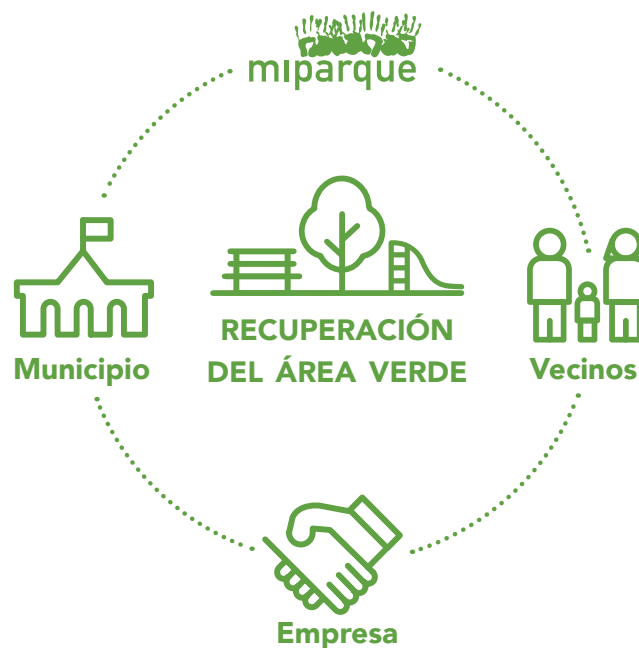 miparque
RECUPERACIÓN
DEL ÁREA VERDE
Municipio
Vecinos
Empresa